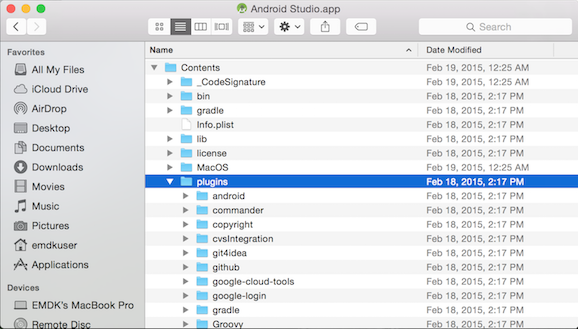 Android Studio.app
Search
Favorites
All My Files
iCloud Drive
AirDrop
Desktop
Documents
Downloads
Movies
Music
Pictures
emdkuser
Applications
Devices
EMDK's MacBook Pro
Remote Disc
Name Date Modified
Contents Feb 19, 2015, 12:25 AM
_CodeSignature Feb 19, 2015, 12:25 AM
bin Feb 18, 2015, 2:17 PM
gradle Feb 18, 2015, 2:17 PM
Info.plist Feb 18, 2015, 2:17 PM
lib Feb 18, 2015, 2:17 PM
license Feb 18, 2015, 2:17 PM
MacOS Feb 19, 2015, 12:25 AM
plugins Feb 18, 2015, 2:17 PM
android Feb 18, 2015, 2:17 PM
commander Feb 18, 2015, 2:17 PM
copyright Feb 18, 2015, 2:17 PM
cvsIntegration Feb 18, 2015, 2:17 PM
git4idea Feb 18, 2015, 2:17 PM
github Feb 18, 2015, 2:17 PM
google-cloud-tools Feb 18, 2015, 2:17 PM
google-login Feb 18, 2015, 2:17 PM
gradle Feb 18, 2015, 2:17 PM
Groovy Feb 18, 2015, 2:17 PM